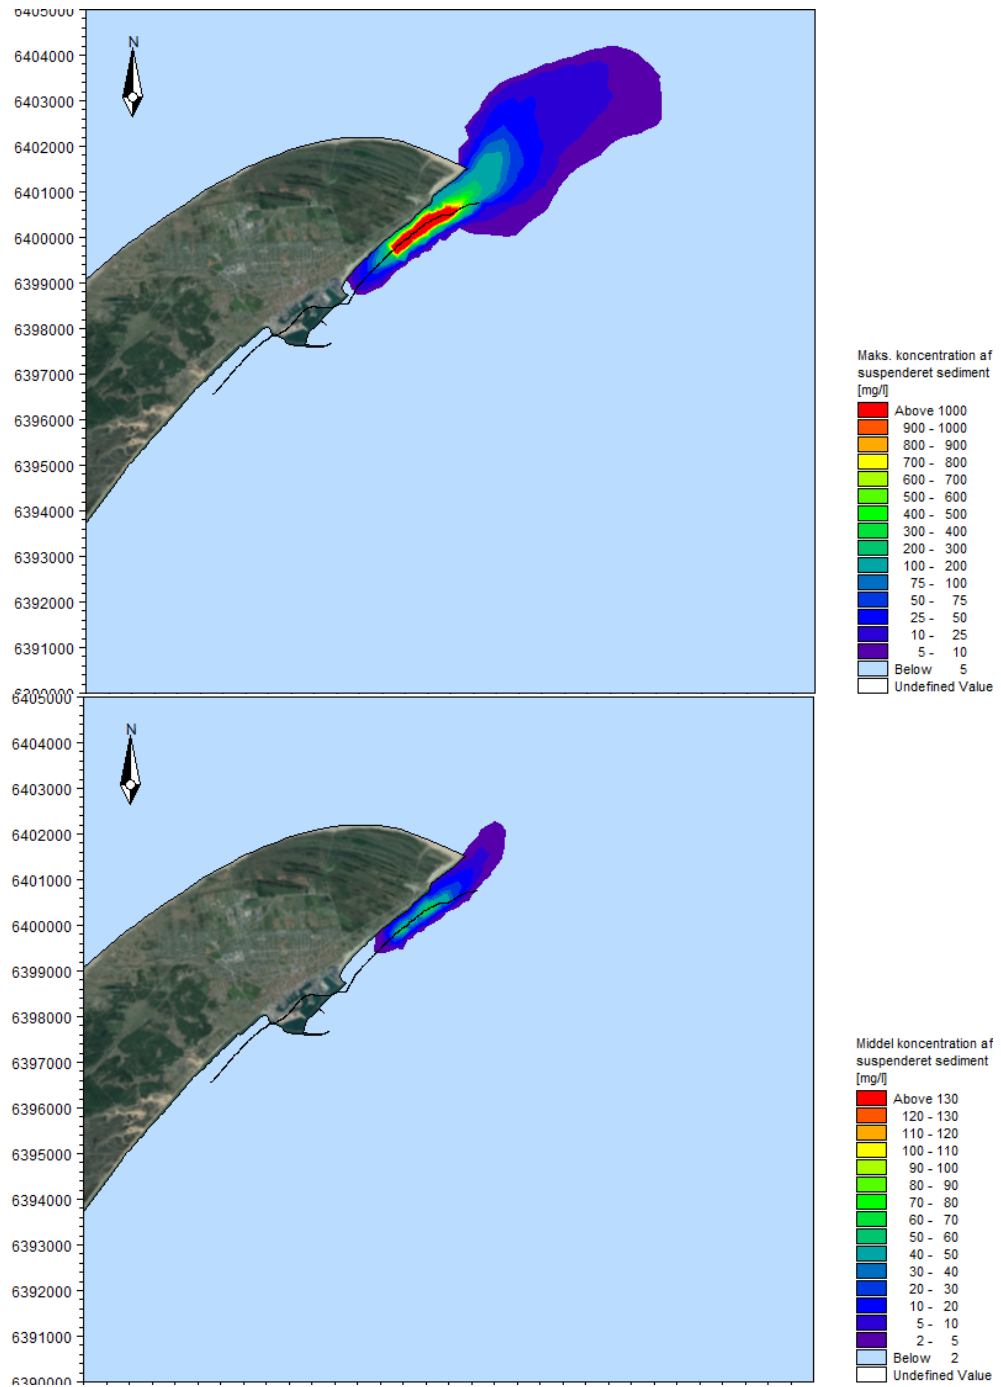 6405000
N
6404000
6403000
6402000
6401000
6400000
6399000
6398000
6397000
6396000
6395000
6394000
6393000
6392000
6391000
6390000
Maks. koncentration af
suspenderet sediment
[mg/l]
Above 1000
900 - 1000
800 - 900
700 - 800
600 - 700
500 - 600
400 - 500
300 - 400
200 - 300
100 - 200
75 - 100
50 - 75
25 - 50
10 - 25
5 - 10
Below 5
Undefined Value
6405000
N
6404000
6403000
6402000
6401000
6400000
6399000
6398000
6397000
6396000
6395000
6394000
6393000
6392000
6391000
6390000
Middel koncentration af
suspenderet sediment
[mg/l]
Above 130
120 - 130
110 - 120
100 - 110
90 - 100
80 - 90
70 - 80
60 - 70
50 - 60
40 - 50
30 - 40
20 - 30
10 - 20
5 - 10
2 - 5
Below 2
Undefined Value